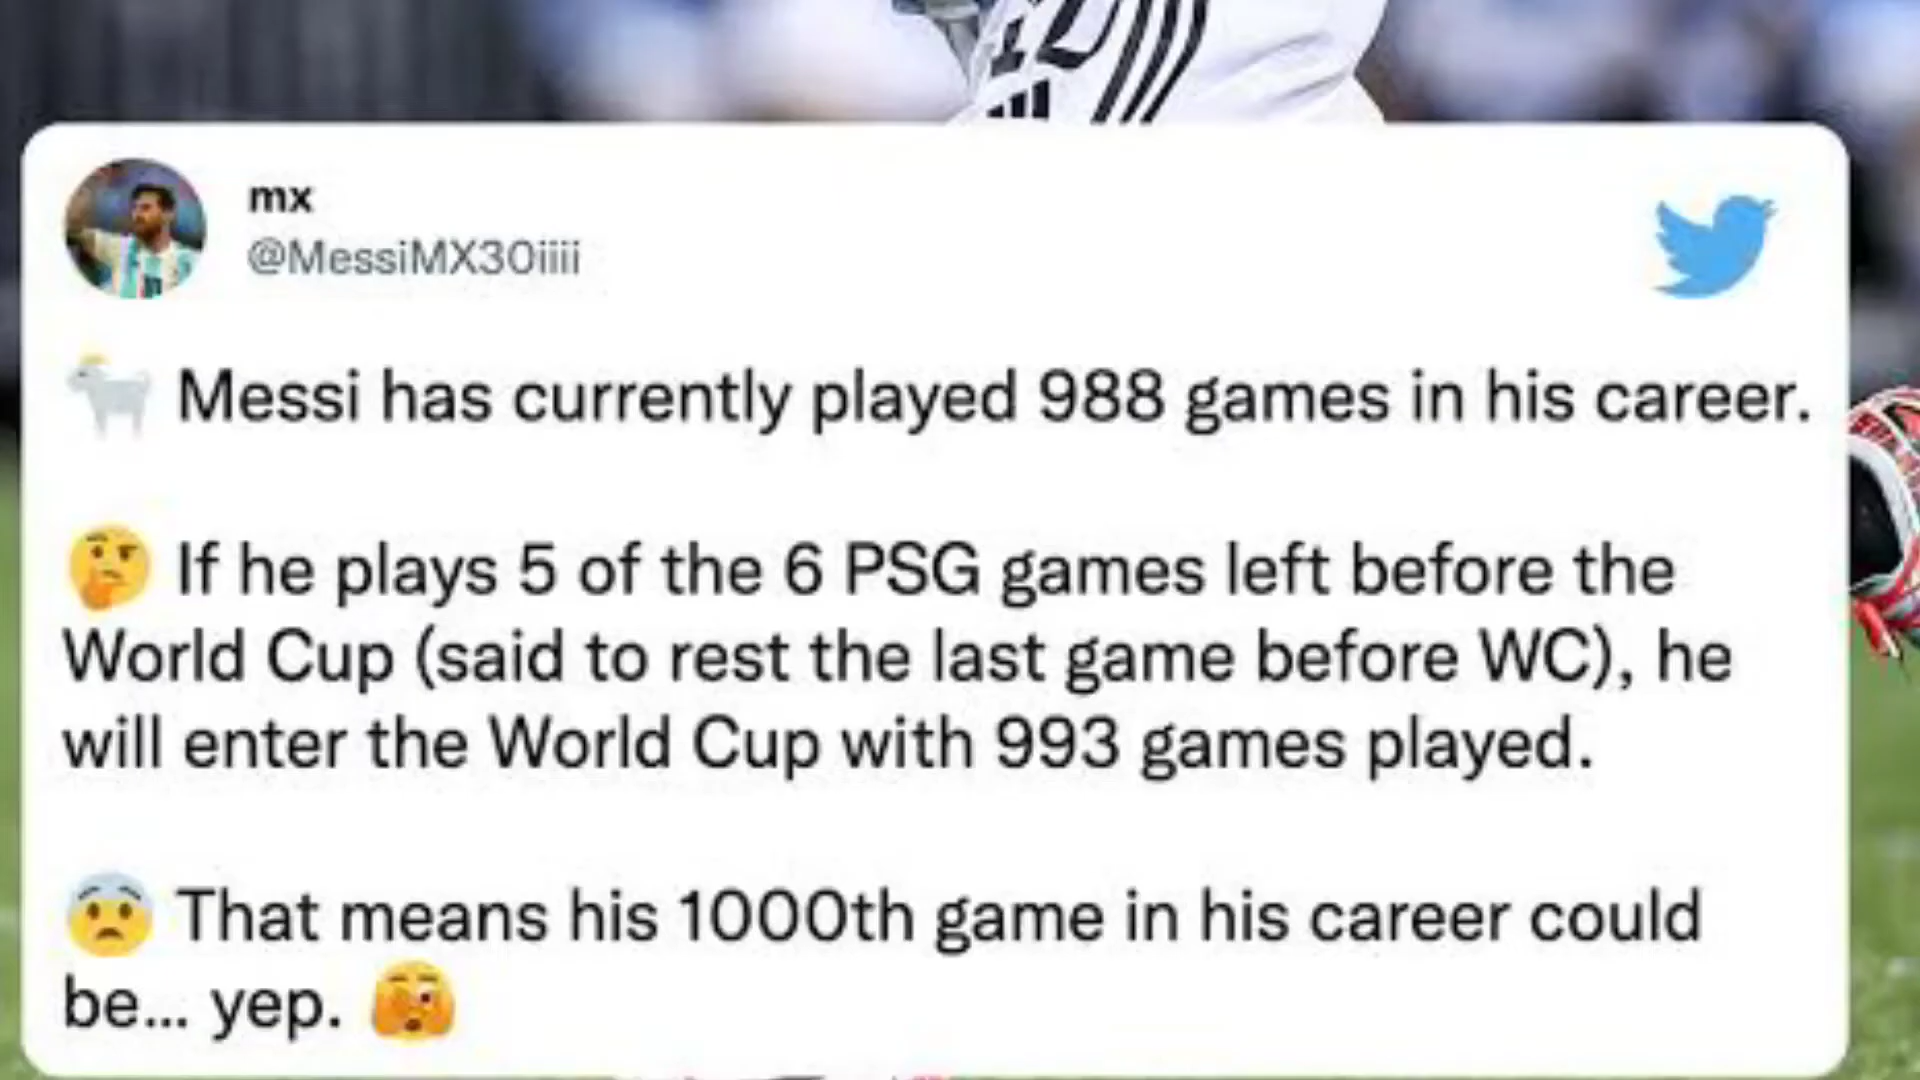 mx
@MessiMX30iiii
🐐 Messi has currently played 988 games in his career.
🤔 If he plays 5 of the 6 PSG games left before the
World Cup (said to rest the last game before WC), he
will enter the World Cup with 993 games played.
😨 That means his 1000th game in his career could
be... yep. 🫣